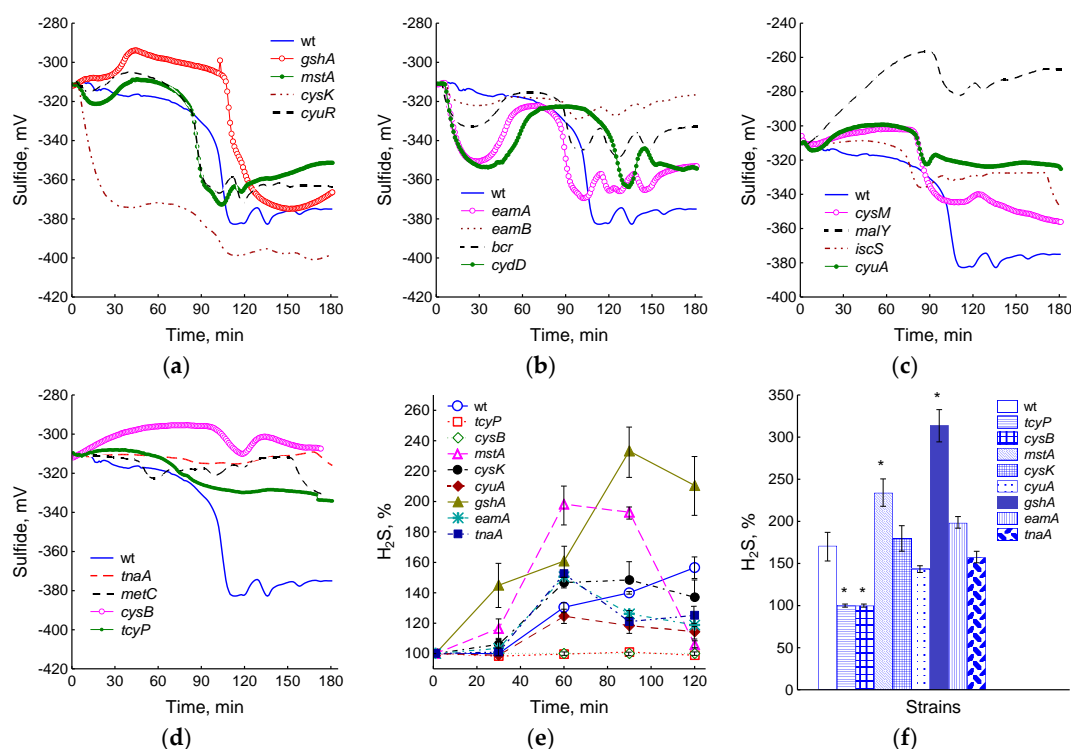 -280
-300
-320
-340
-360
-380
-400
-420
Sulfide, mV
0 30 60 90 120 150 180
Time, min
wt
gshA
mstA
cysK
cyuR
(a)
-280
-300
-320
-340
-360
-380
-400
-420
Sulfide, mV
0 30 60 90 120 150 180
Time, min
wt
eamA
eamB
bcr
cydD
(b)
-240
-260
-280
-300
-320
-340
-360
-380
-400
Sulfide, mV
0 30 60 90 120 150 180
Time, min
wt
cysM
malY
iscS
cyuA
(c)
-280
-300
-320
-340
-360
-380
-400
-420
Sulfide, mV
0 30 60 90 120 150 180
Time, min
wt
tnaA
metC
cysB
tcyP
(d)
260
240
220
200
180
160
140
120
100
H₂S, %
0 20 40 60 80 100 120
Time, min
wt
tcyP
cysB
mstA
cysK
cyuA
gshA
eamA
tnaA
(e)
350
300
250
200
150
100
50
0
H₂S, %
* * * *
Strains
wt
tcyP
cysB
mstA
cysK
cyuA
gshA
eamA
tnaA
(f)